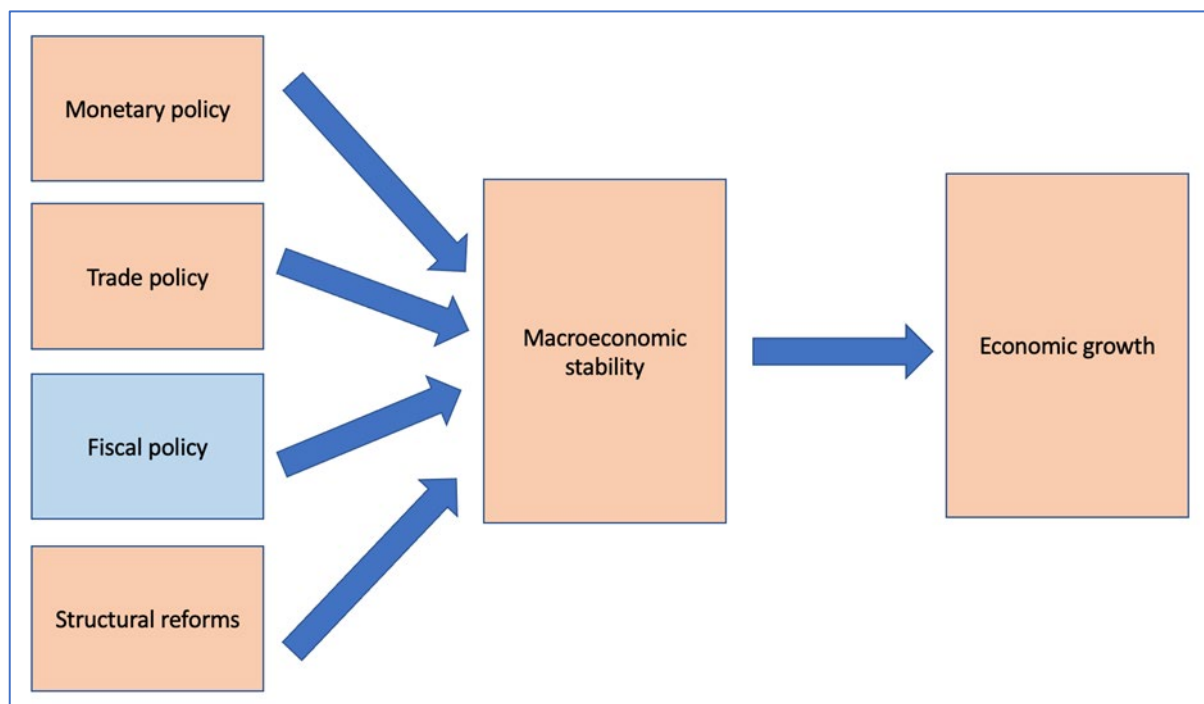 Monetary policy
Trade policy
Fiscal policy
Structural reforms
Macroeconomic
stability
Economic growth